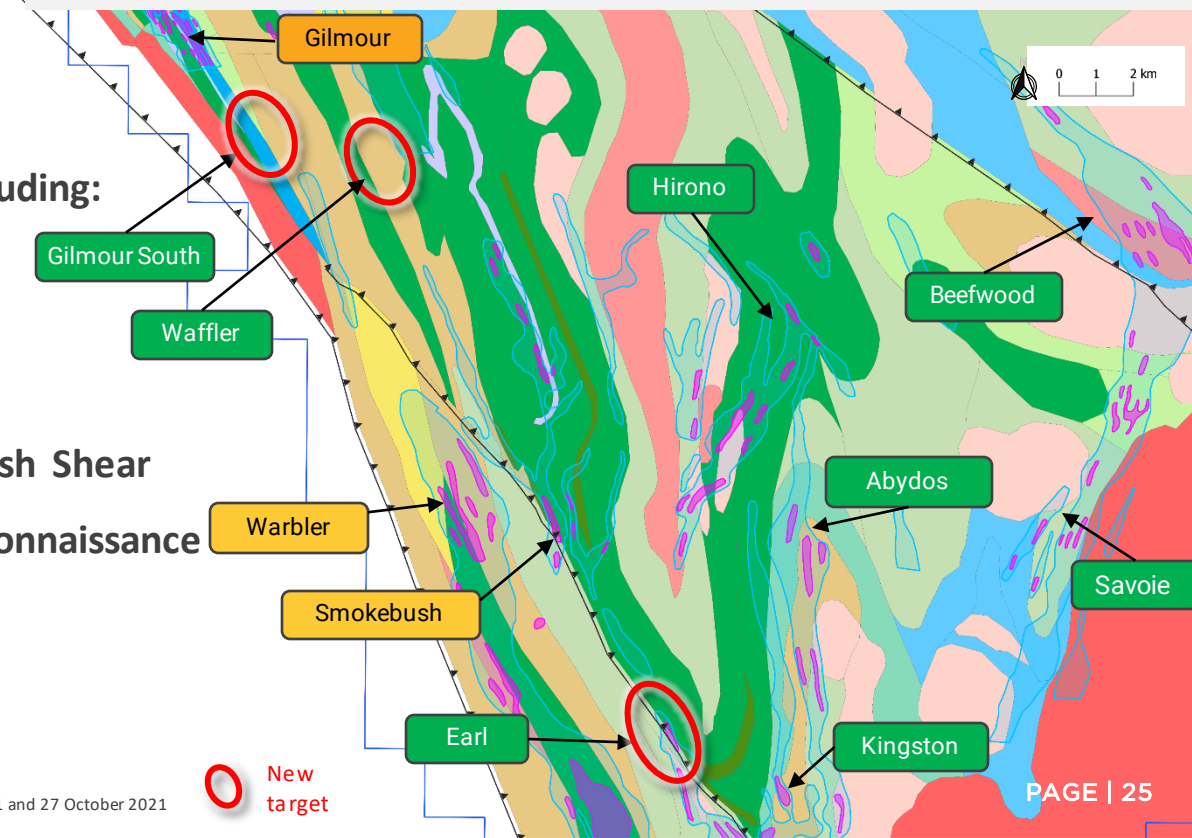 Gilmour
0 1 2 km
uding:
Hirono
Gilmour South
Beefwood
Waffler
sh Shear
Abydos
onnaissance
Warbler
Savoie
Smokebush
Earl
Kingston
New
target
1 and 27 October 2021
PAGE | 25